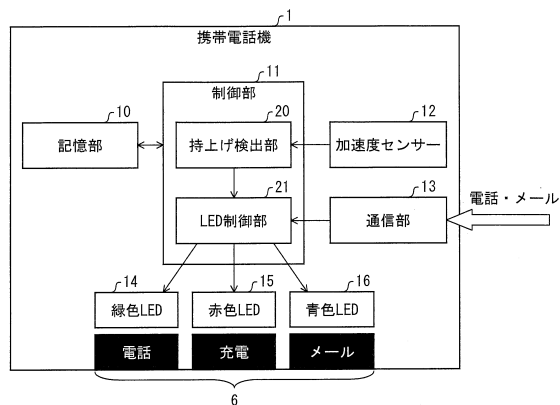 1
携帯電話機
11
制御部
10
記憶部
20
持上げ検出部
12
加速度センサー
21
LED制御部
13
通信部
電話・メール
14
緑色LED
15
赤色LED
16
青色LED
電話
充電
メール
6